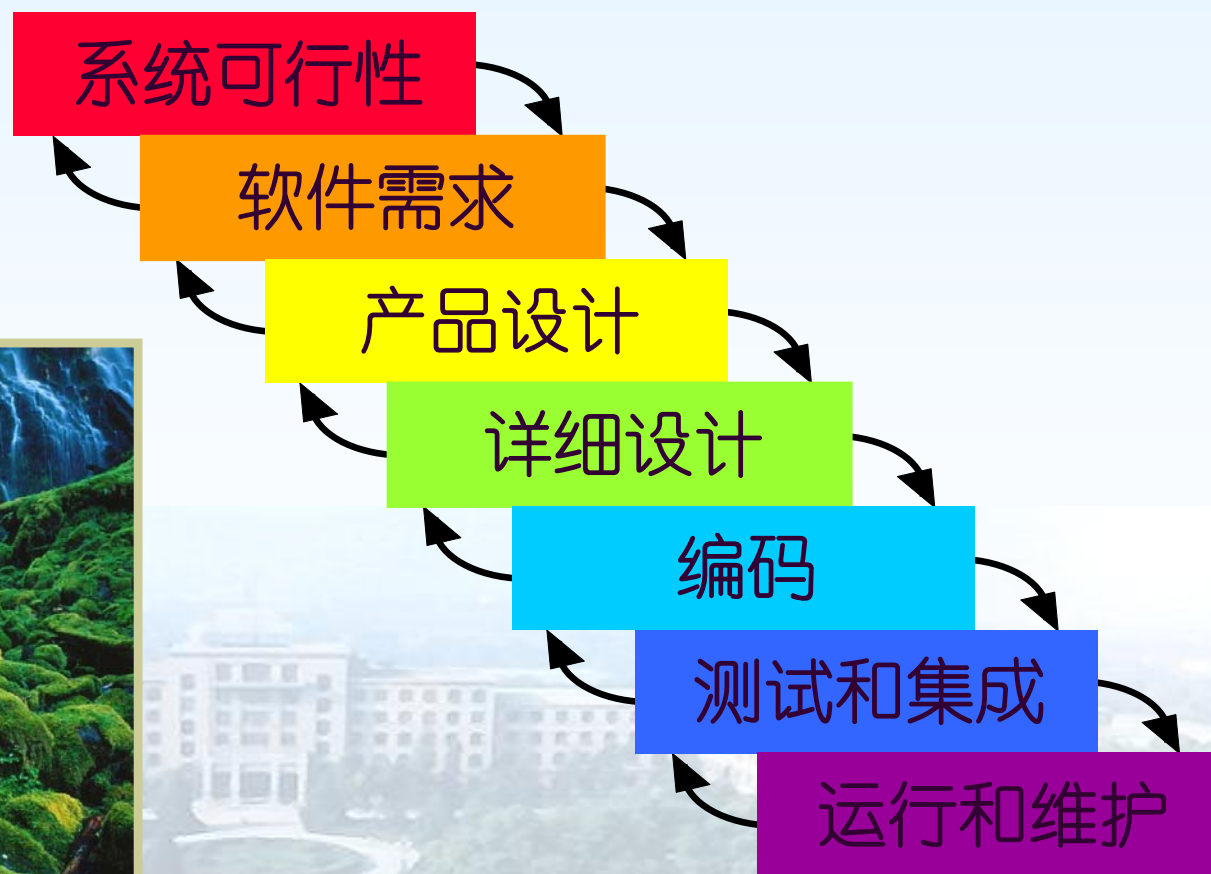 系统可行性
软件需求
产品设计
详细设计
编码
测试和集成
运行和维护